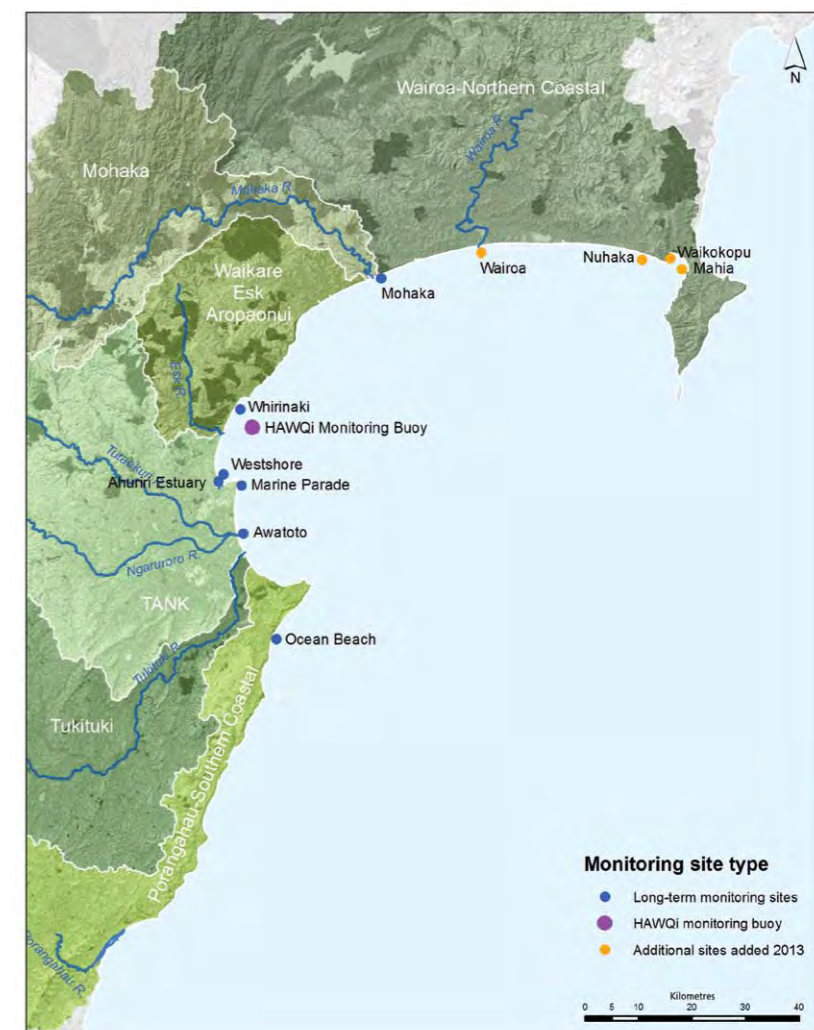 N
Wairoa-Northern Coastal
Wairoa R.
Mohaka
Mohaka R.
Waikare
Esk
Aropaonui
Esk R.
Mohaka
Wairoa
Nuhaka
Waikokopu
Mahia
Whirinaki
HAWQi Monitoring Buoy
Westshore
Ahuriri Estuary
Marine Parade
Tutaekuri
Awatoto
Ngaruroro R.
TANK
Ocean Beach
Tukituki R.
Tukituki
Porangahau-Southern Coastal
Porangahau R.
Monitoring site type
Long-term monitoring sites
HAWQi monitoring buoy
Additional sites added 2013
Kilometres
0 5 10 20 30 40